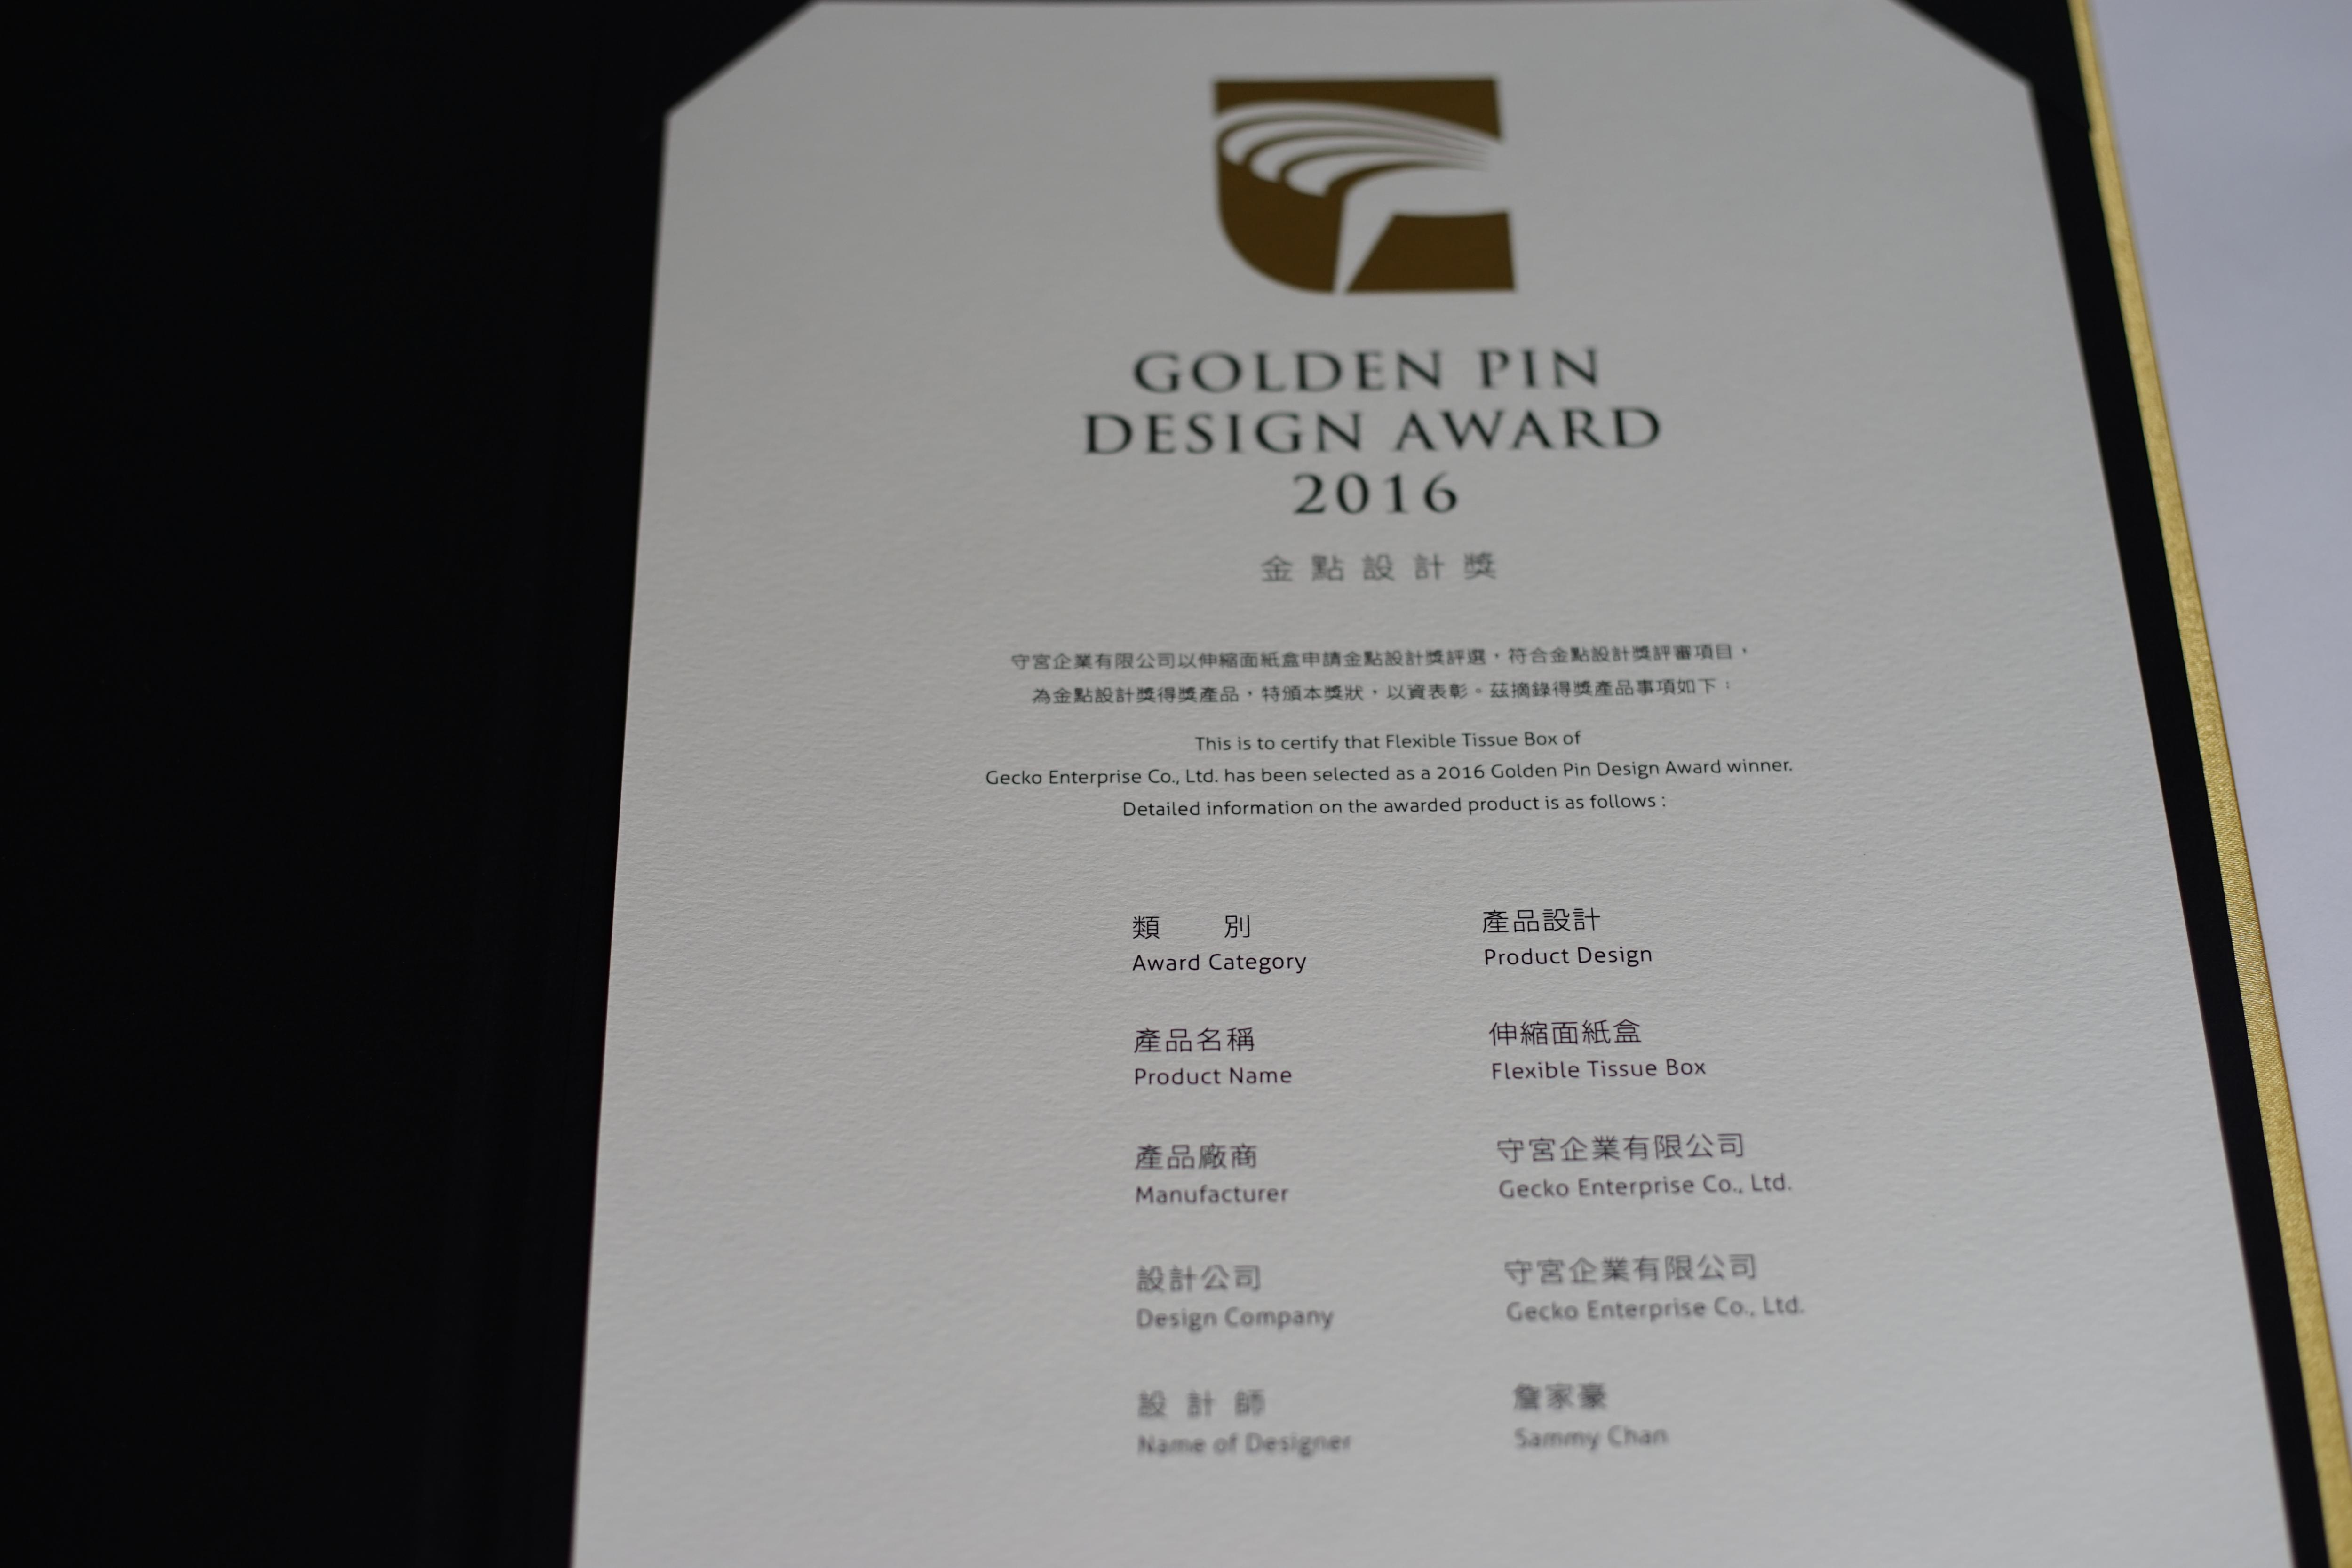 GOLDEN PIN
DESIGN AWARD
2016
金點設計獎
守宮企業有限公司以伸縮面紙盒申請金點設計獎評選，符合金點設計獎評審項目，
為金點設計獎得獎產品，特頒本獎狀，以資表彰。茲摘錄得獎產品事項如下：
This is to certify that Flexible Tissue Box of
Gecko Enterprise Co., Ltd. has been selected as a 2016 Golden Pin Design Award winner.
Detailed information on the awarded product is as follows :
類 別 產品設計
Award Category Product Design
產品名稱 伸縮面紙盒
Product Name Flexible Tissue Box
產品廠商 守宮企業有限公司
Manufacturer Gecko Enterprise Co., Ltd.
設計公司 守宮企業有限公司
Design Company Gecko Enterprise Co., Ltd.
設計師 詹家豪
Name of Designer Sammy Chan